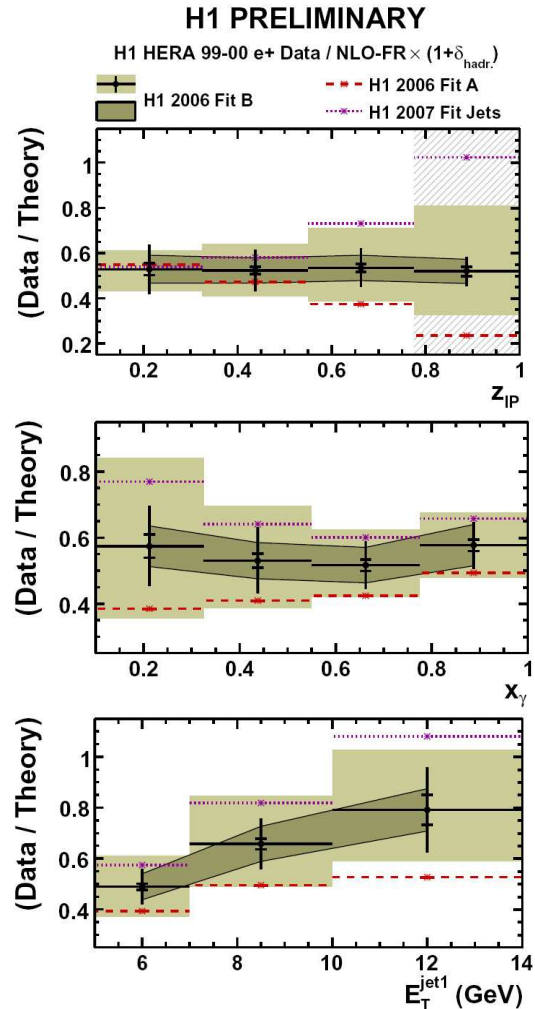 H1 PRELIMINARY
H1 HERA 99-00 e+ Data / NLO-FR × (1+δhadr.)
H1 2006 Fit B
H1 2006 Fit A
H1 2007 Fit Jets
(Data / Theory)
1
0.8
0.6
0.4
0.2
0.2 0.4 0.6 0.8 1
zIP
(Data / Theory)
0.8
0.6
0.4
0.2 0.4 0.6 0.8 1
xγ
(Data / Theory)
1
0.8
0.6
0.4
6 8 10 12 14
ETjet1 (GeV)